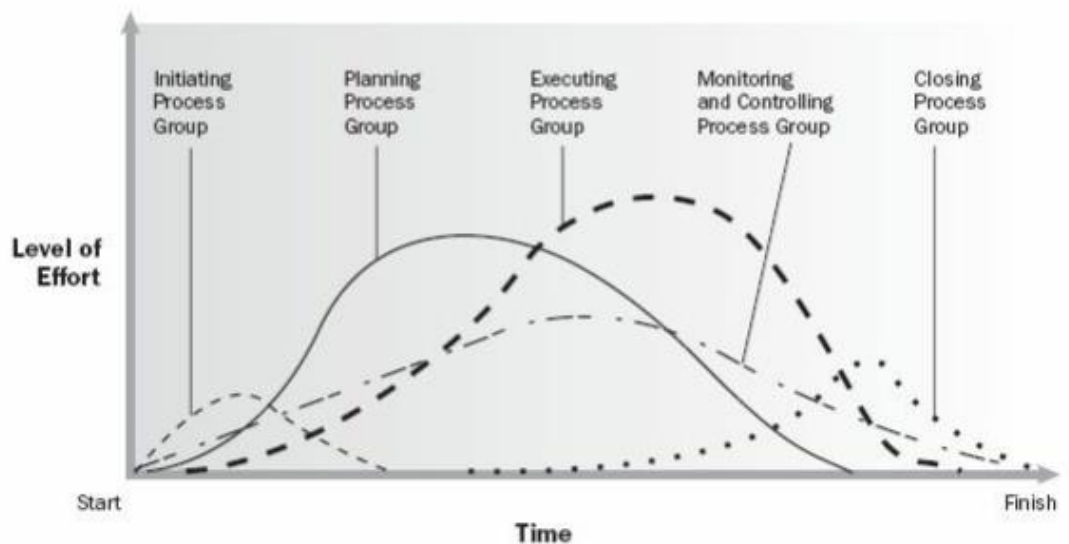 Initiating
Process
Group
Planning
Process
Group
Executing
Process
Group
Monitoring
and Controlling
Process Group
Closing
Process
Group
Level of
Effort
Start
Finish
Time